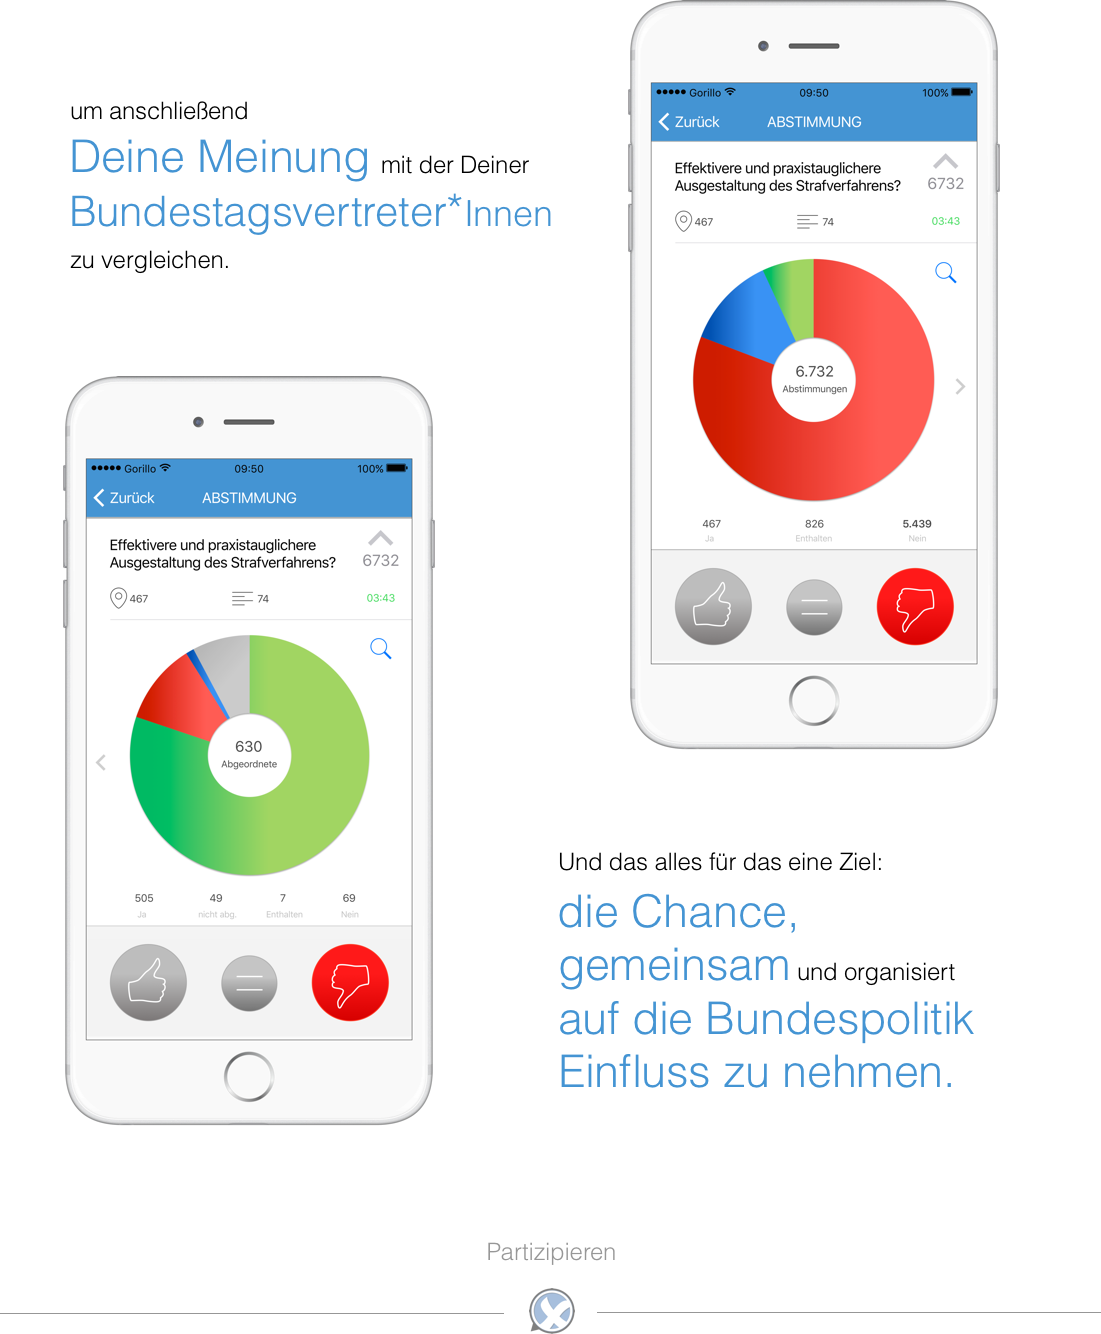 um anschließend
Deine Meinung mit der Deiner
Bundestagsvertreter*Innen
zu vergleichen.
Gorillo 09:50 100%
Zurück ABSTIMMUNG
Effektivere und praxistauglichere
Ausgestaltung des Strafverfahrens?
6732
467 74 03:43
6.732
Abstimmungen
467 826 5.439
Ja Enthalten Nein
Gorillo 09:50 100%
Zurück ABSTIMMUNG
Effektivere und praxistauglichere
Ausgestaltung des Strafverfahrens?
6732
467 74 03:43
630
Abgeordnete
505 49 7 69
Ja nicht abg. Enthalten Nein
Und das alles für das eine Ziel:
die Chance,
gemeinsam und organisiert
auf die Bundespolitik
Einfluss zu nehmen.
Partizipieren